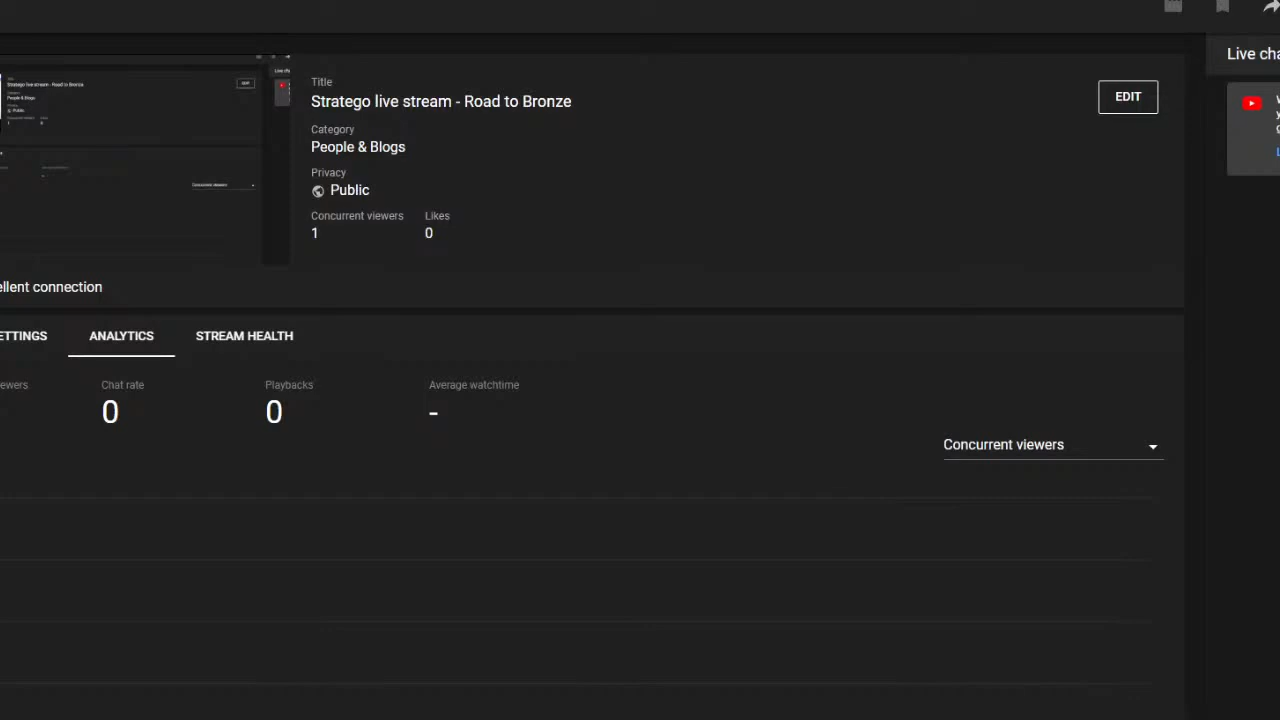 Live cha
Title
Stratego live stream - Road to Bronze
EDIT
Category
People & Blogs
Privacy
Public
Concurrent viewers
Likes
1
0
ellent connection
ETTINGS
ANALYTICS
STREAM HEALTH
ewers
Chat rate
Playbacks
Average watchtime
0
0
-
Concurrent viewers